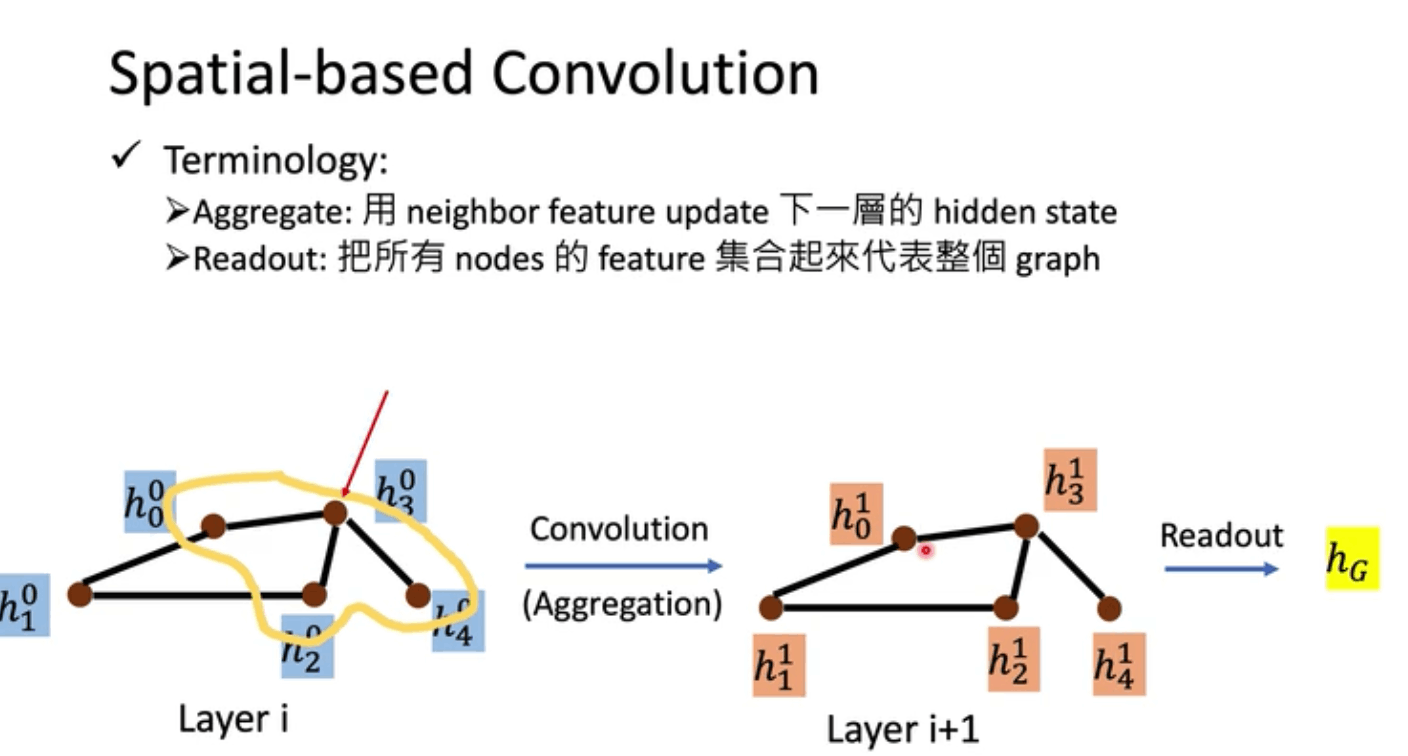 Spatial-based Convolution
✓ Terminology:
➢Aggregate: 用 neighbor feature update 下一層的 hidden state
➢Readout: 把所有 nodes 的 feature 集合起來代表整個 graph
h_0^0
h_3^0
h_1^0
h_2^0
h_4^0
Layer i
Convolution
(Aggregation)
h_0^1
h_3^1
h_1^1
h_2^1
h_4^1
Layer i+1
Readout
h_G